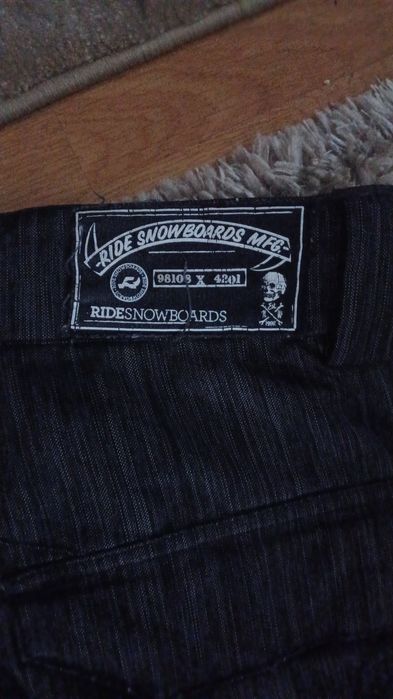 -RIDE SNOWBOARDS MFG-
98108 X 4201
RIDESNOWBOARDS